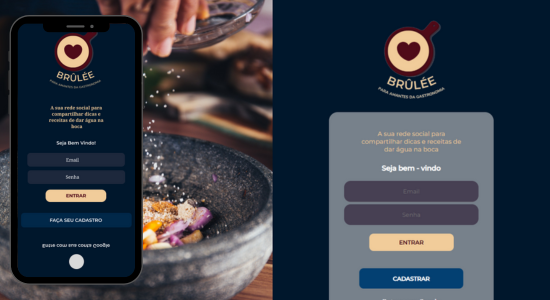 BRÛLÉE
PARA AMANTES DA GASTRONOMIA
A sua rede social para
compartilhar dicas e
receitas de dar água na
boca
Seja Bem Vindo!
Email
Senha
ENTRAR
FAÇA SEU CADASTRO
BRÛLÉE
PARA AMANTES DA GASTRONOMIA
A sua rede social para
compartilhar dicas e receitas de
dar água na boca
Seja bem - vindo
Email
Senha
ENTRAR
CADASTRAR